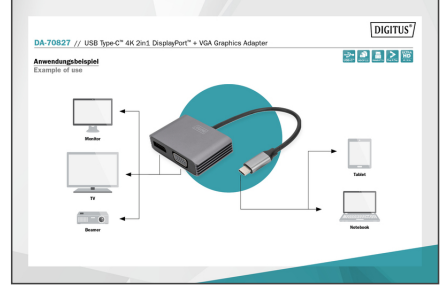 DIGITUS®
DA-70827 // USB Type-C™ 4K 2in1 DisplayPort™ + VGA Graphics Adapter
Anwendungsbeispiel
Example of use
Monitor
TV
Beamer
Tablet
Notebook